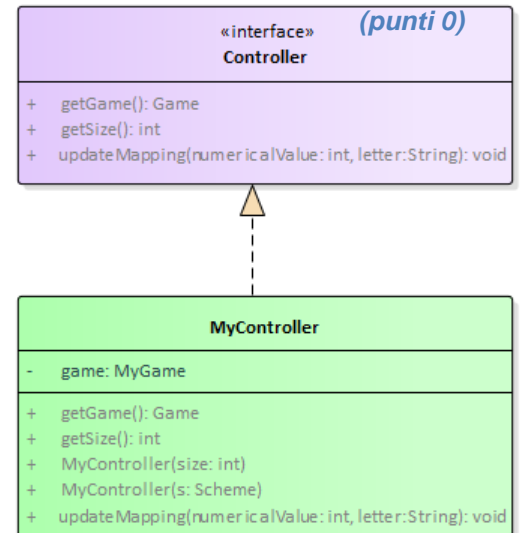 «interface» (punti 0)
Controller
+ getGame(): Game
+ getSize(): int
+ updateMapping(numericalValue: int, letter:String): void
MyController
- game: MyGame
+ getGame(): Game
+ getSize(): int
+ MyController(size: int)
+ MyController(s: Scheme)
+ updateMapping(numericalValue: int, letter:String): void